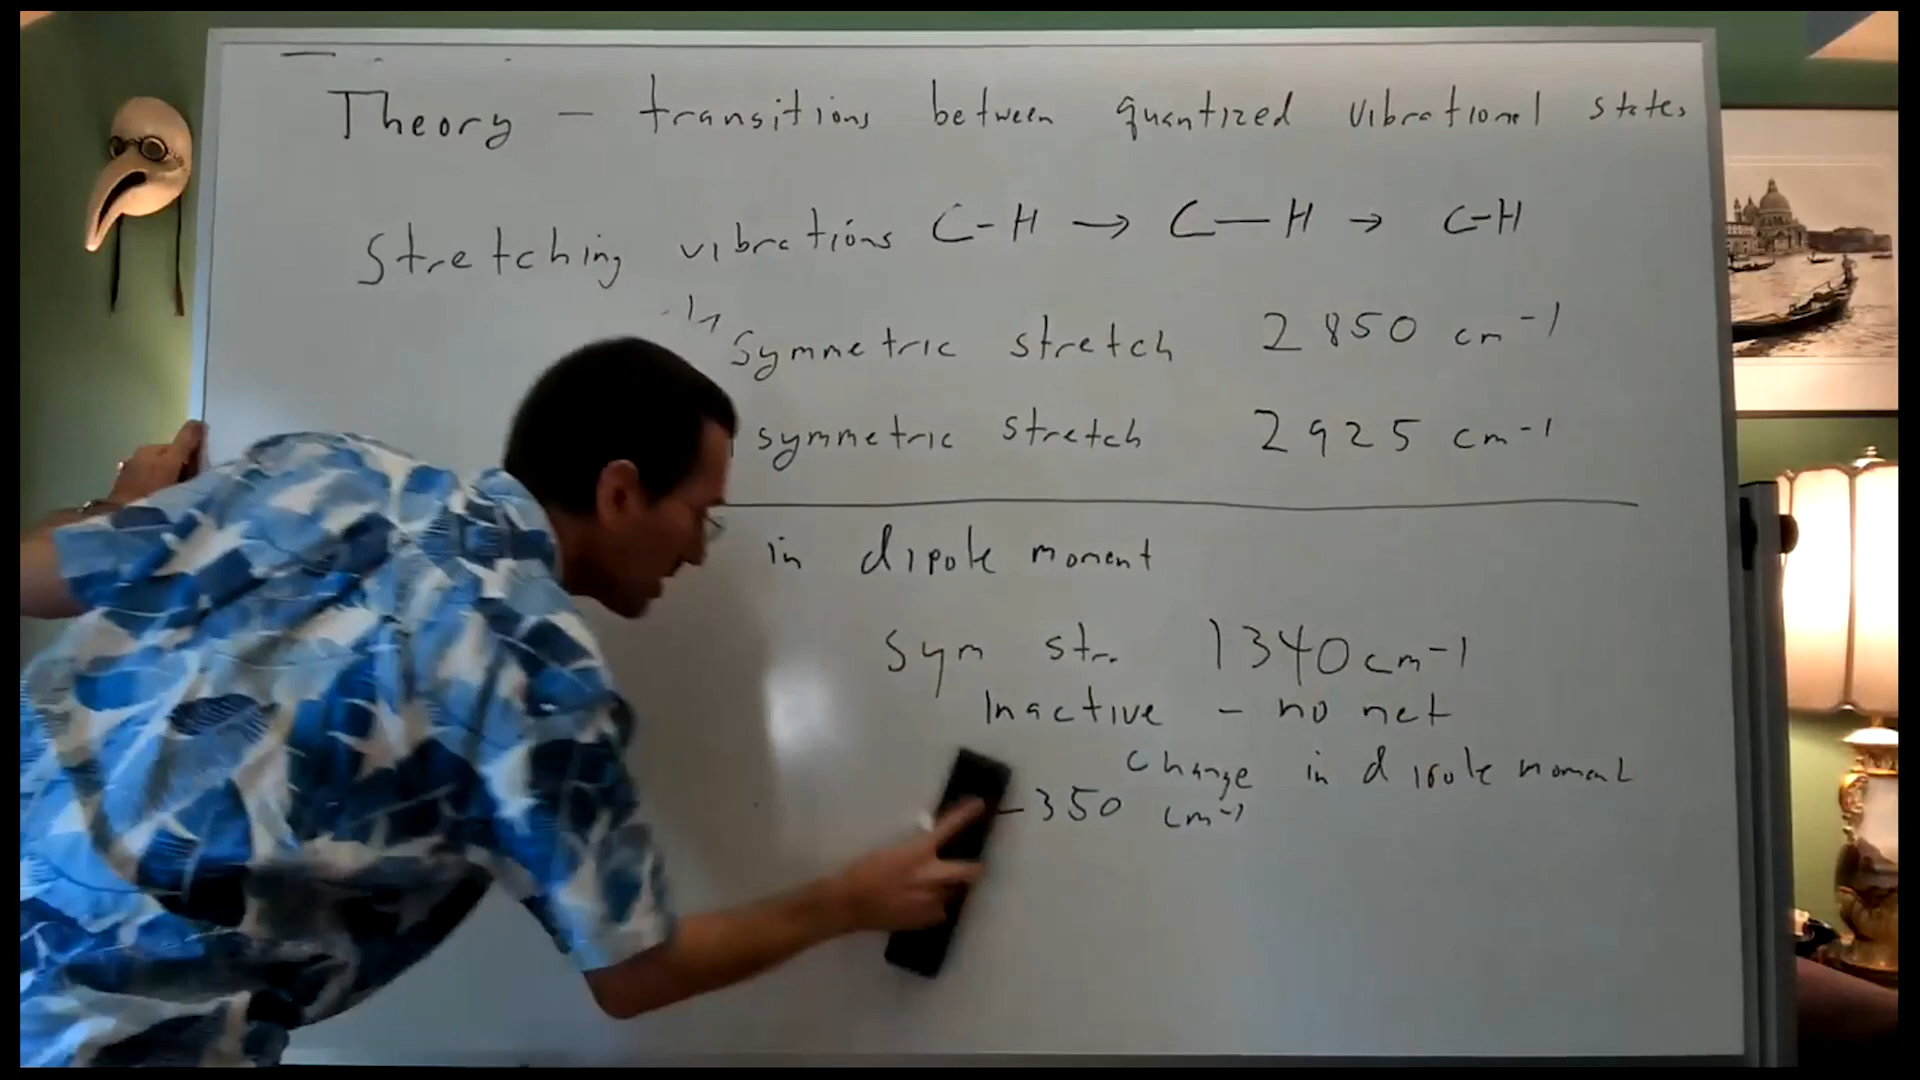 Theory – transitions between quantized vibrational states
Stretching vibrations C-H → C—H → C-H
Symmetric stretch 2850 cm-1
symmetric stretch 2925 cm-1
in dipole moment
Sym str. 1340cm-1
Inactive – no net
change in dipole moment
350 cm-1